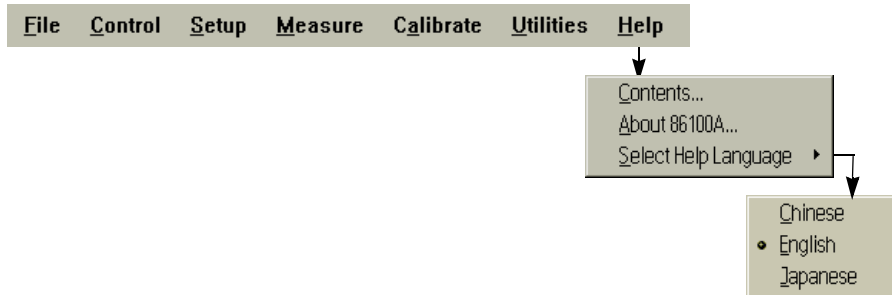 File Control Setup Measure Calibrate Utilities Help
Contents...
About 86100A...
Select Help Language
Chinese
English
Japanese